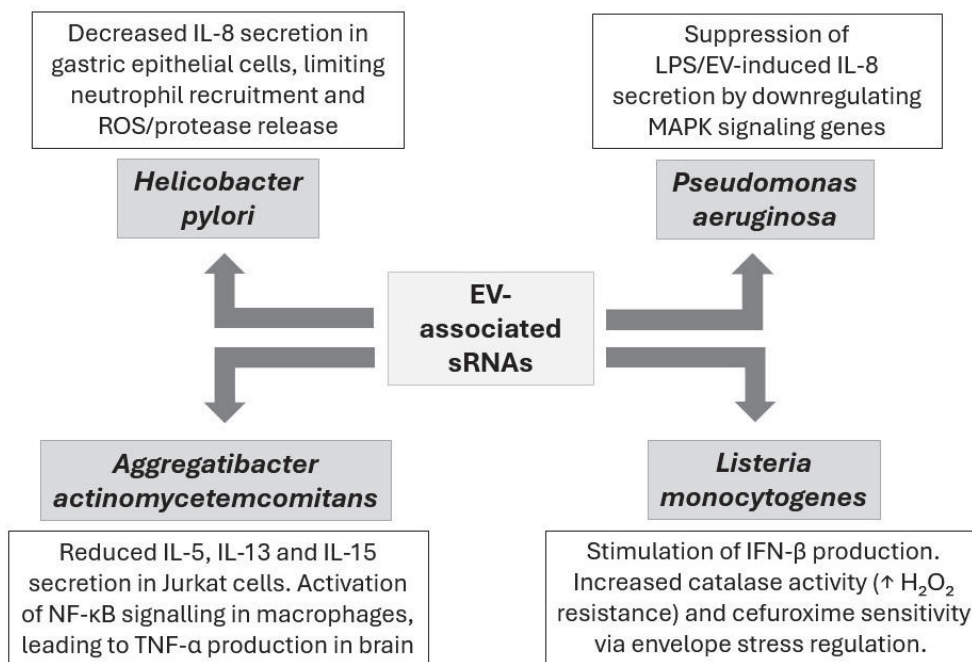 Decreased IL-8 secretion in
gastric epithelial cells, limiting
neutrophil recruitment and
ROS/protease release
Helicobacter
pylori
Suppression of
LPS/EV-induced IL-8
secretion by downregulating
MAPK signaling genes
Pseudomonas
aeruginosa
EV-
associated
sRNAs
Aggregatibacter
actinomycetemcomitans
Reduced IL-5, IL-13 and IL-15
secretion in Jurkat cells. Activation
of NF-κB signalling in macrophages,
leading to TNF-α production in brain
Listeria
monocytogenes
Stimulation of IFN-β production.
Increased catalase activity (↑ H₂O₂
resistance) and cefuroxime sensitivity
via envelope stress regulation.